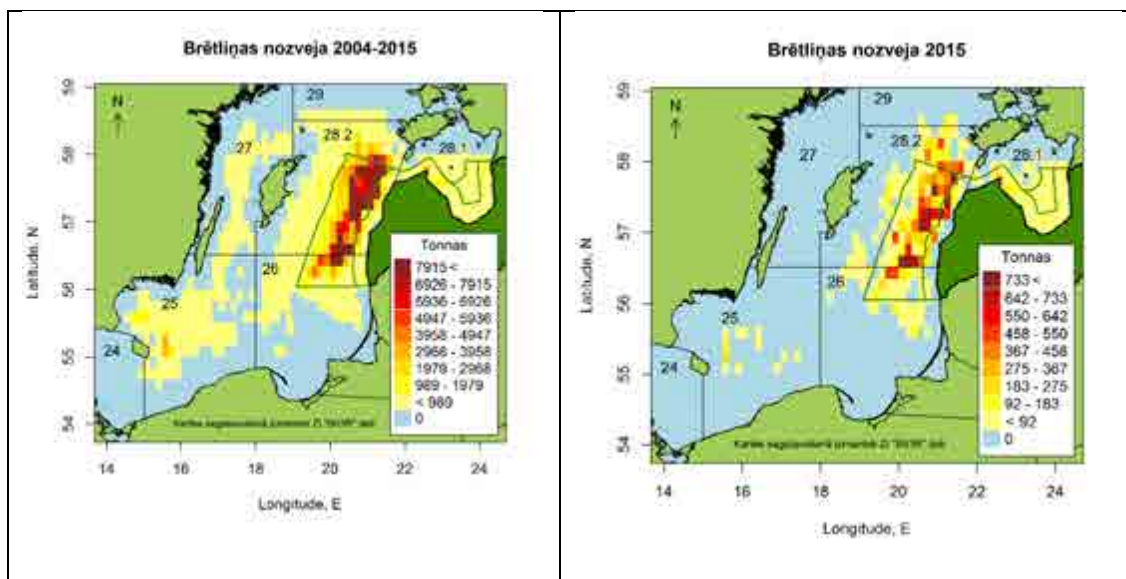 Brētliņas nozveja 2004-2015
59
58
57
56
55
54
Latitude, N
N
29
28.2
28.1
27
26
25
24
Tonnas
7915<
6926 - 7915
5936 - 6926
4947 - 5936
3958 - 4947
2968 - 3958
1979 - 2968
989 - 1979
< 989
0
14 16 18 20 22 24
Longitude, E
Brētliņas nozveja 2015
59
58
57
56
55
54
Latitude, N
N
29
28.2
28.1
27
26
25
24
Tonnas
733<
642 - 733
550 - 642
458 - 550
367 - 458
275 - 367
183 - 275
92 - 183
< 92
0
14 16 18 20 22 24
Longitude, E